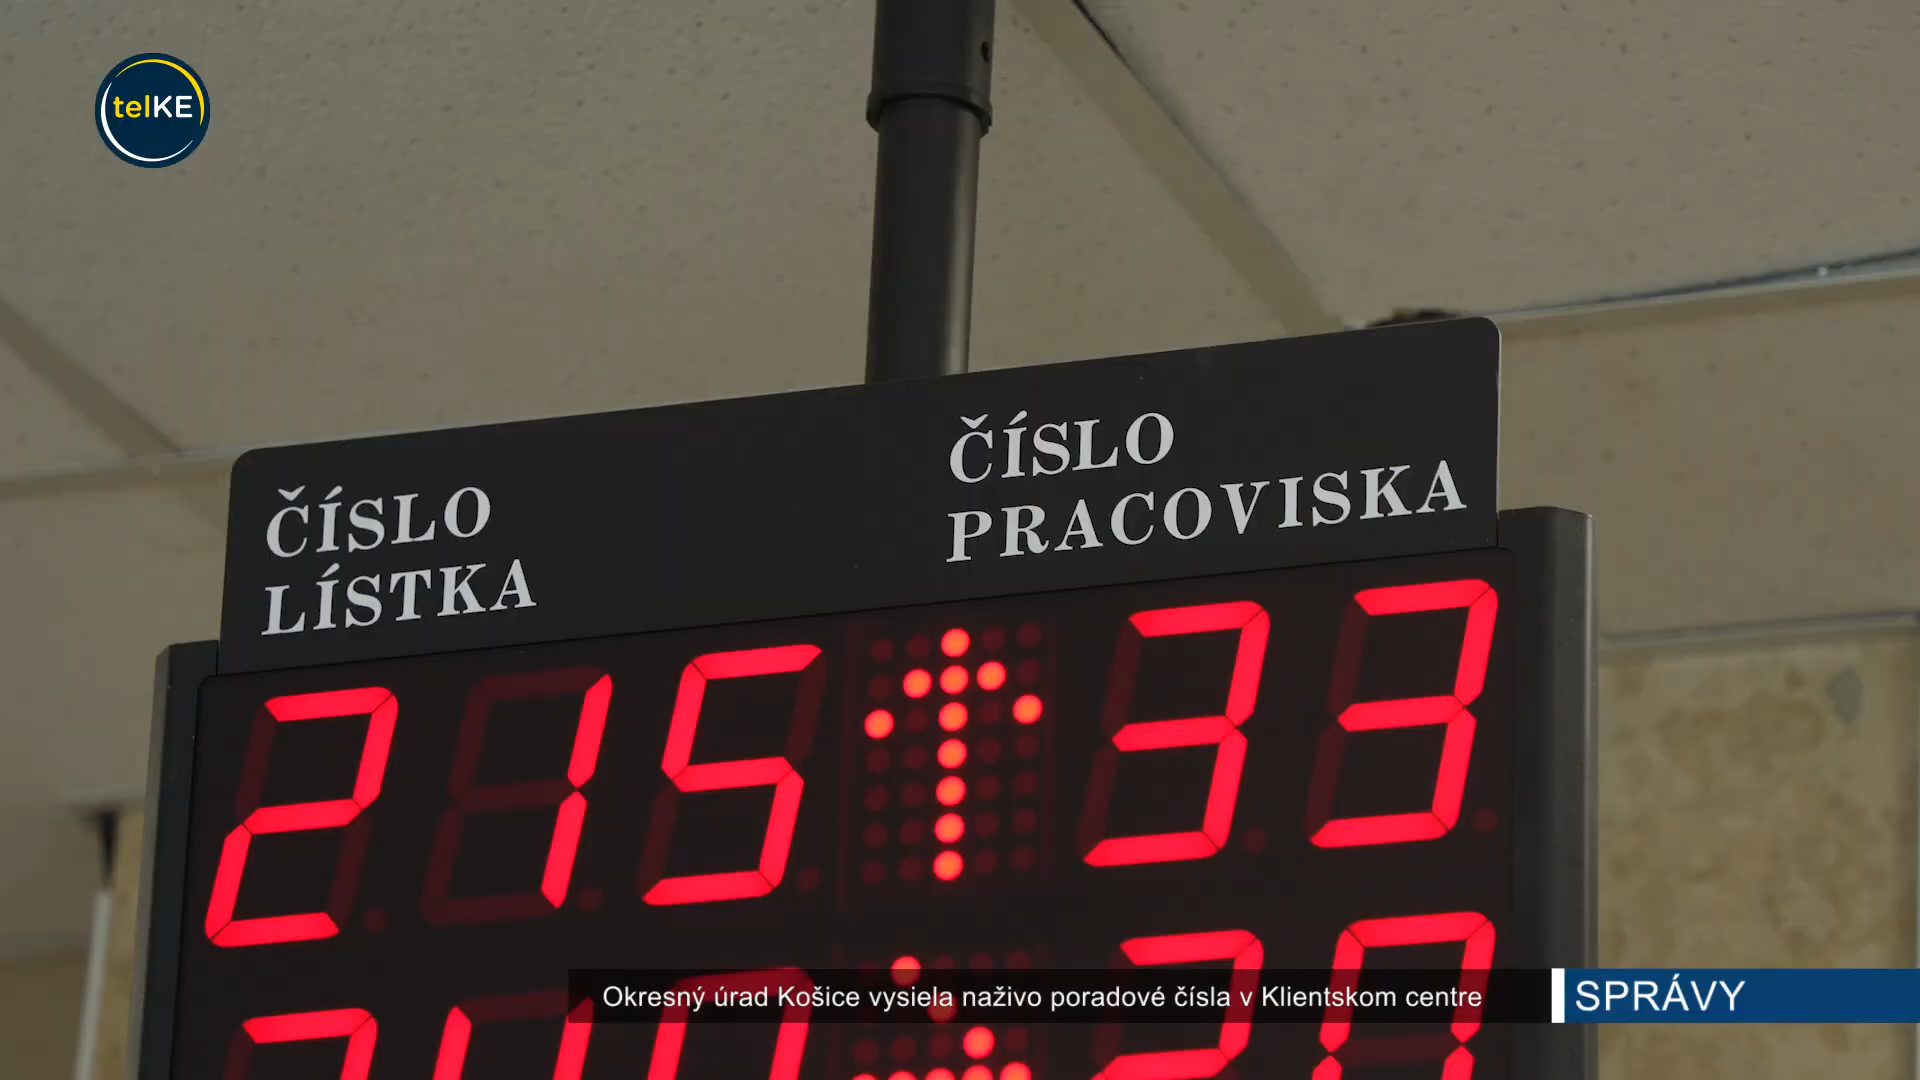 telKE
ČÍSLO
LÍSTKA
ČÍSLO
PRACOVISKA
215 ↑ 33
Okresný úrad Košice vysiela naživo poradové čísla v Klientskom centre
SPRÁVY